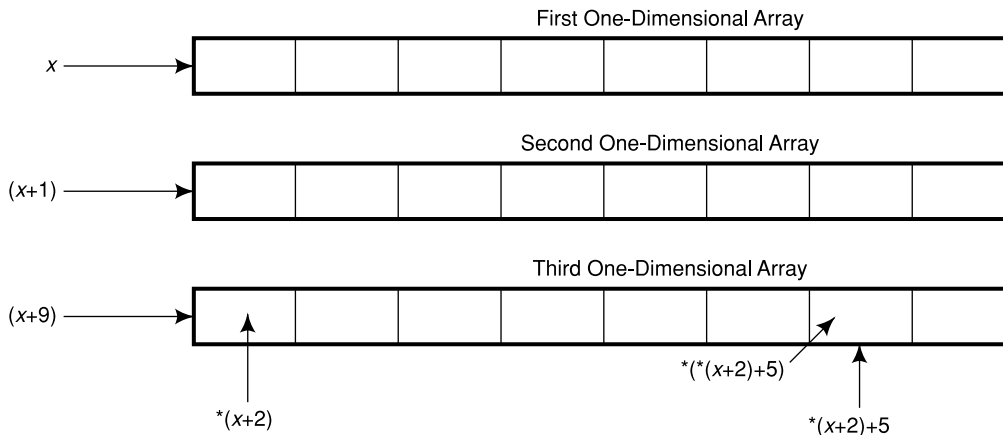 First One-Dimensional Array
x
Second One-Dimensional Array
(x+1)
Third One-Dimensional Array
(x+9)
*(*(x+2)+5)
*(x+2)
*(x+2)+5